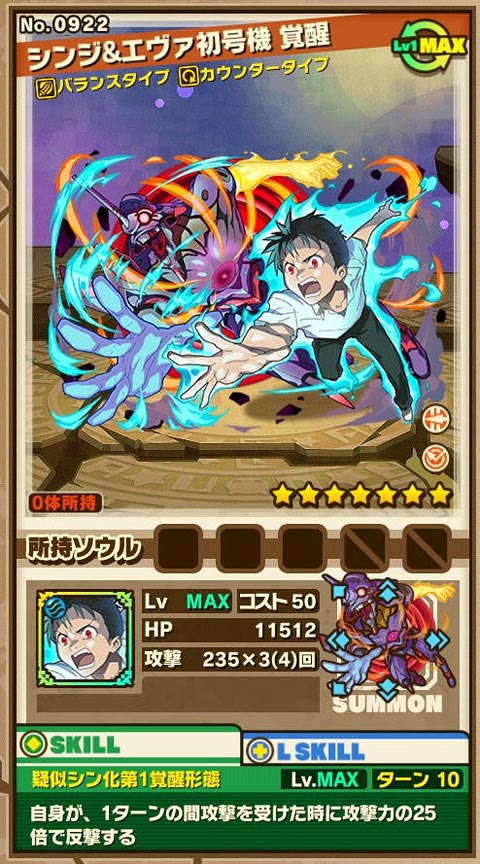 No.0922
シンジ&エヴァ初号機 覚醒
Lv1 MAX
バランスタイプ カウンタータイプ
0体所持
所持ソウル
Lv MAX コスト 50
HP 11512
攻撃 235×3(4)回
SUMMON
SKILL
L SKILL
疑似シン化第1覚醒形態 Lv.MAX ターン 10
自身が、1ターンの間攻撃を受けた時に攻撃力の25
倍で反撃する